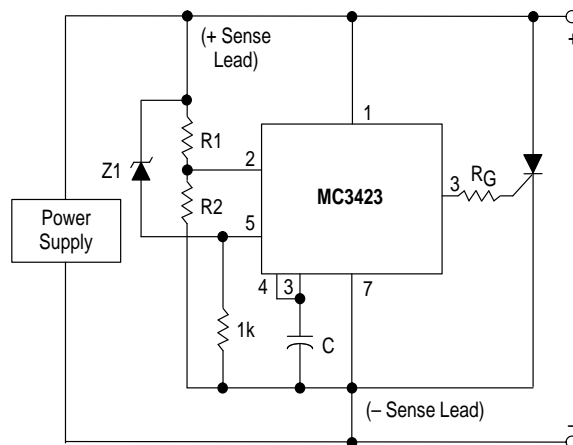 (+ Sense
Lead)
+
1
R1
Z1
2
MC3423
3
RG
Power
Supply
R2
5
4
3
7
1k
C
(– Sense Lead)
–